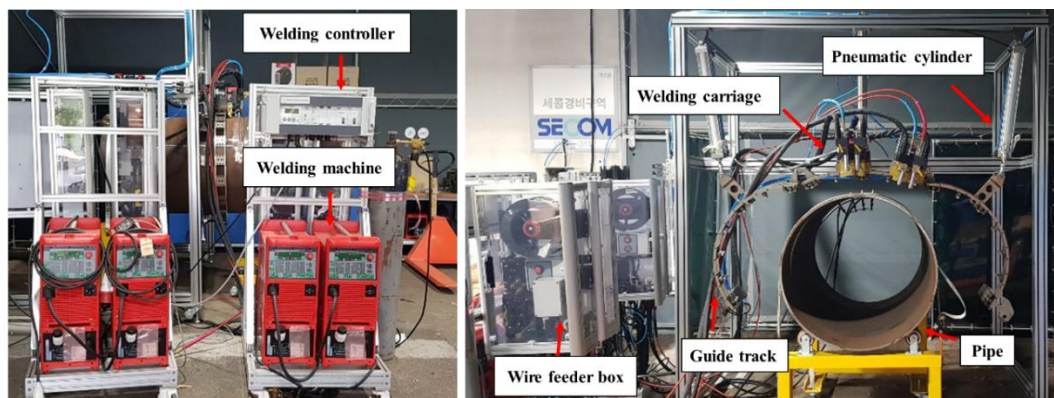 Welding controller
Welding machine
Pneumatic cylinder
Welding carriage
세콤경비구역
SECOM
Guide track
Wire feeder box
Pipe